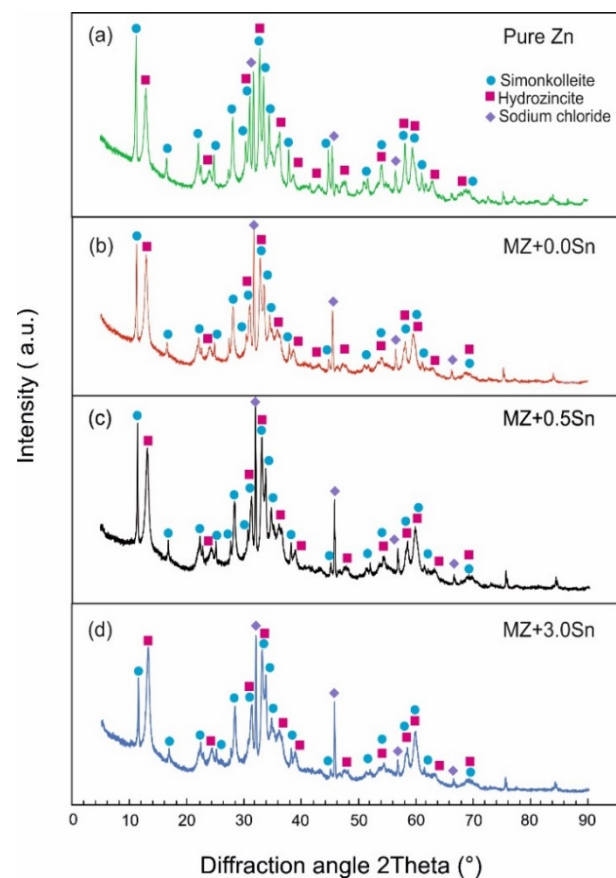 (a)
Pure Zn
Simonkolleite
Hydrozincite
Sodium chloride
(b)
MZ+0.0Sn
(c)
MZ+0.5Sn
(d)
MZ+3.0Sn
Intensity ( a.u.)
0 10 20 30 40 50 60 70 80 90
Diffraction angle 2Theta (°)